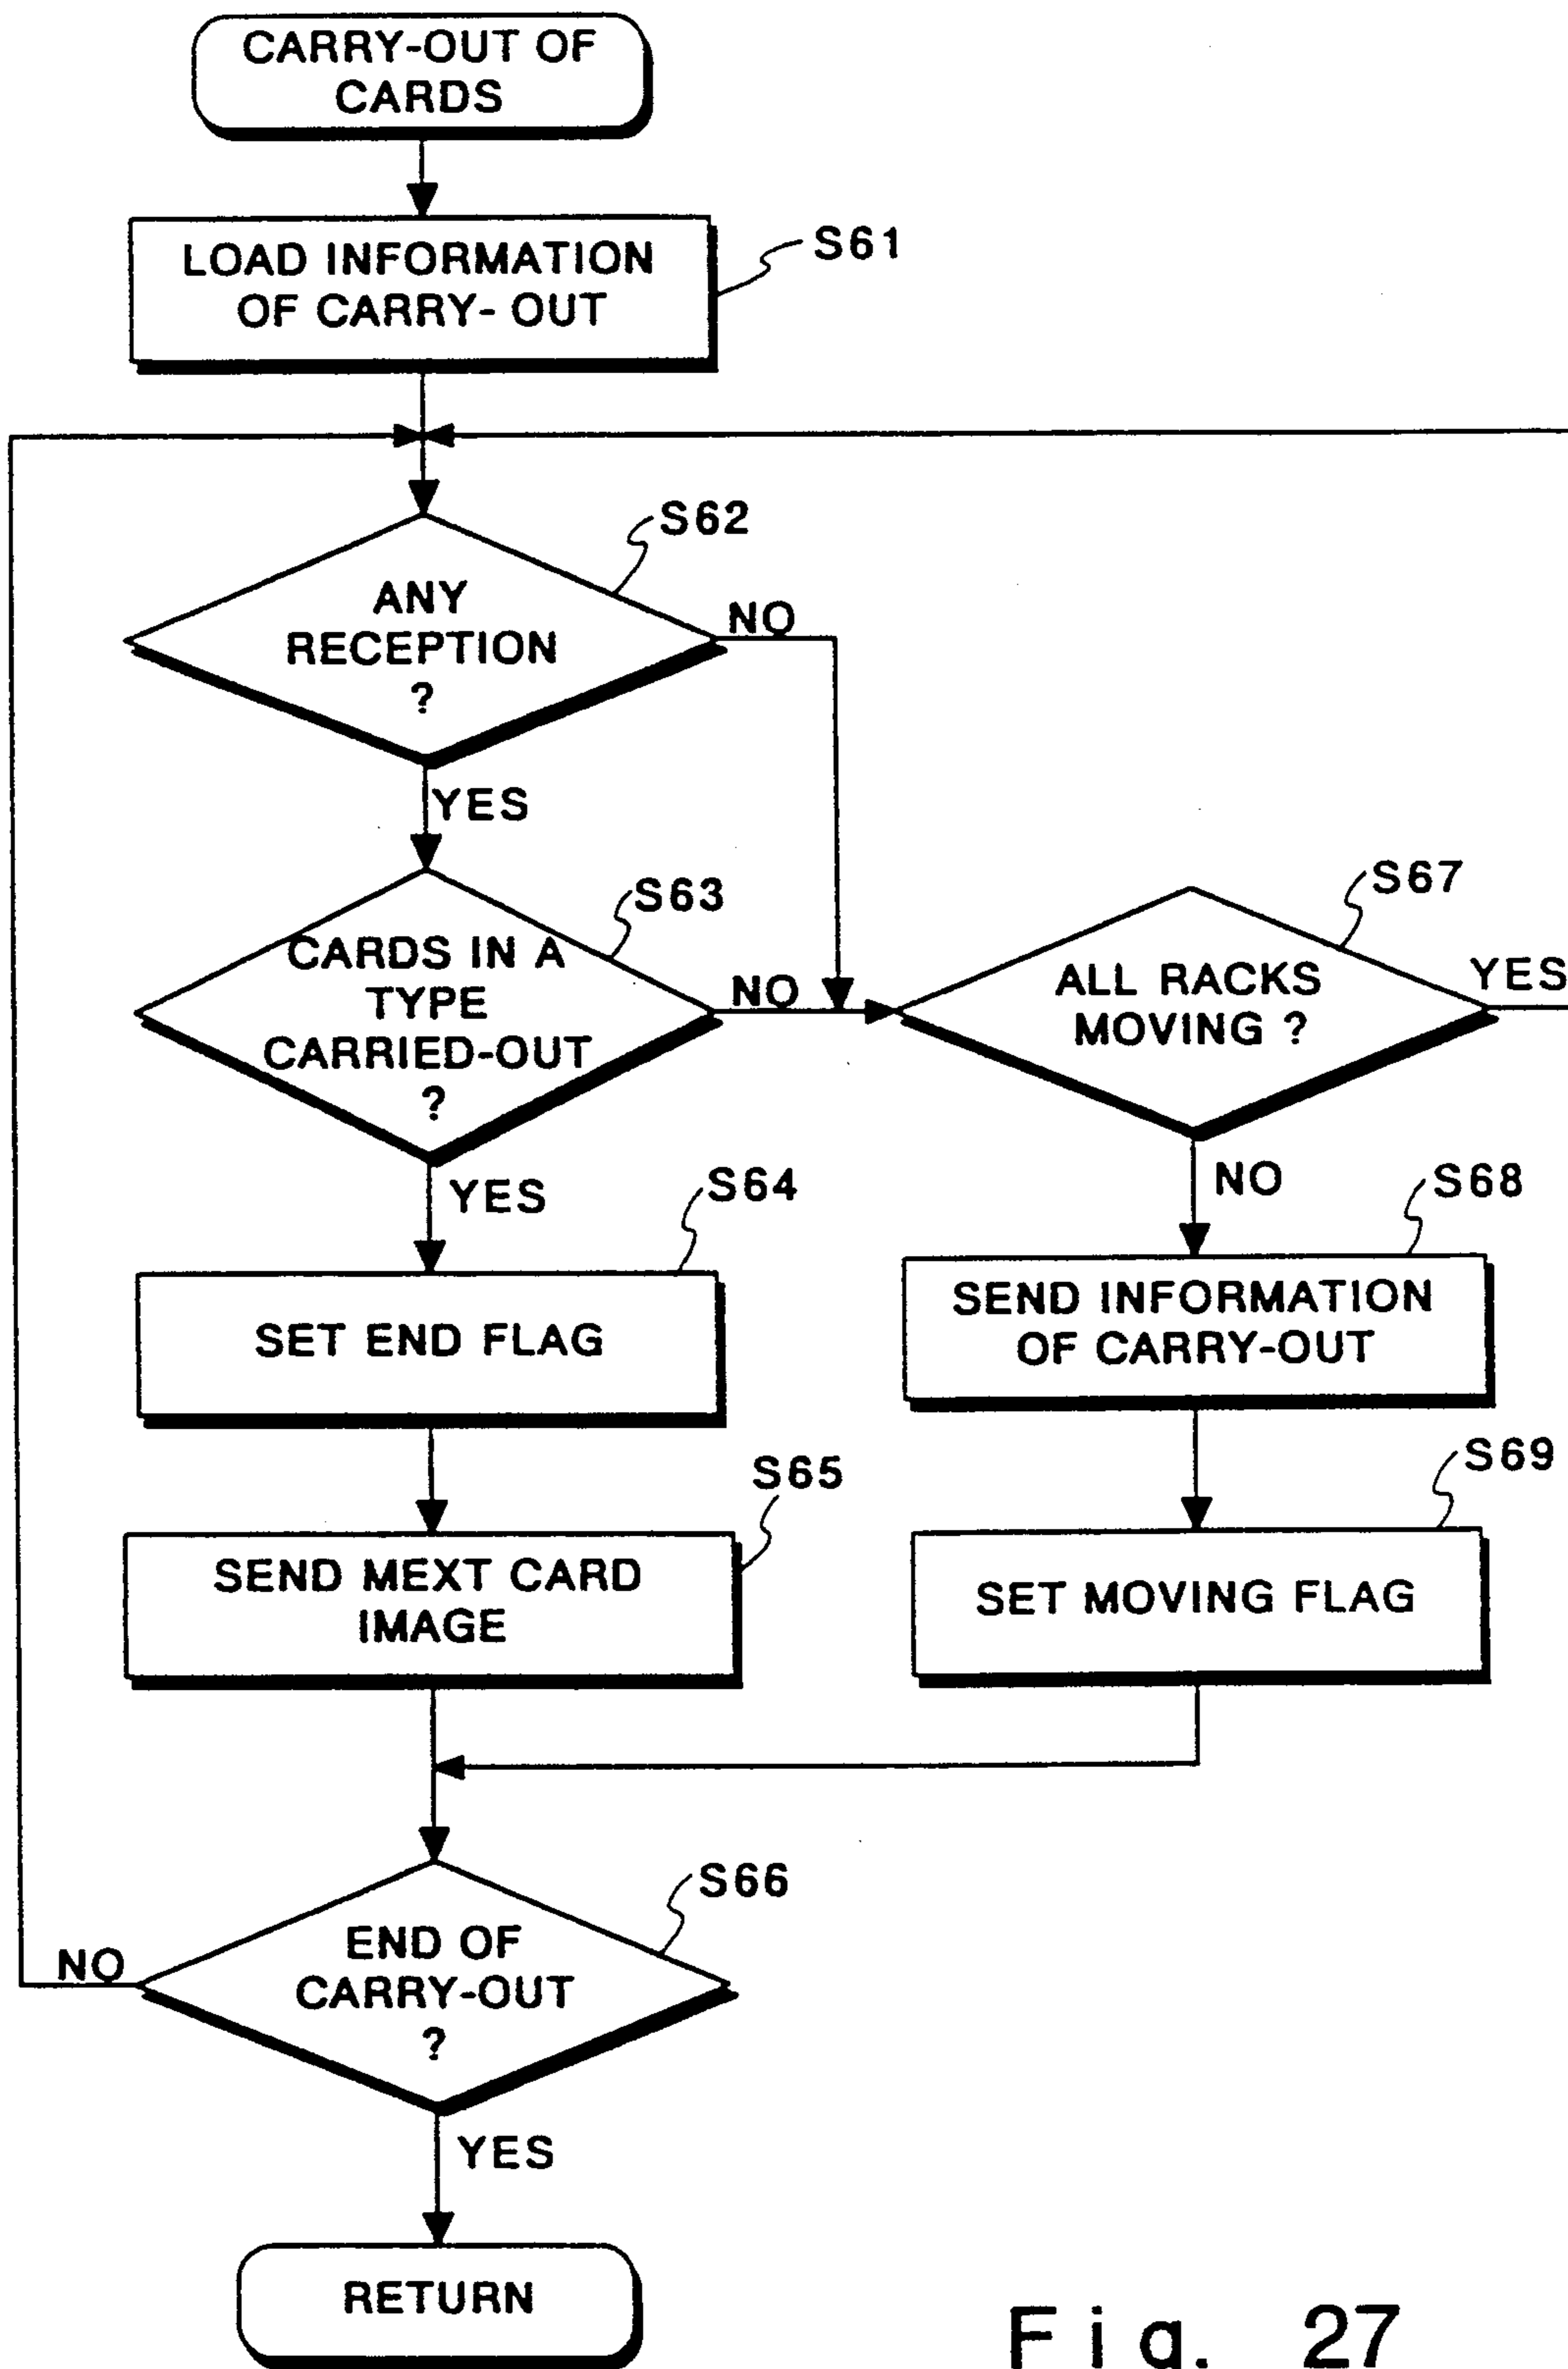 CARRY-OUT OF
CARDS
LOAD INFORMATION
OF CARRY- OUT
S61
S62
ANY
RECEPTION
?
NO
YES
S63
CARDS IN A
TYPE
CARRIED-OUT
?
NO
S67
ALL RACKS
MOVING ?
YES
YES
NO
S64
S68
SET END FLAG
SEND INFORMATION
OF CARRY-OUT
S65
S69
SEND MEXT CARD
IMAGE
SET MOVING FLAG
S66
END OF
CARRY-OUT
?
NO
YES
RETURN
Fig. 27